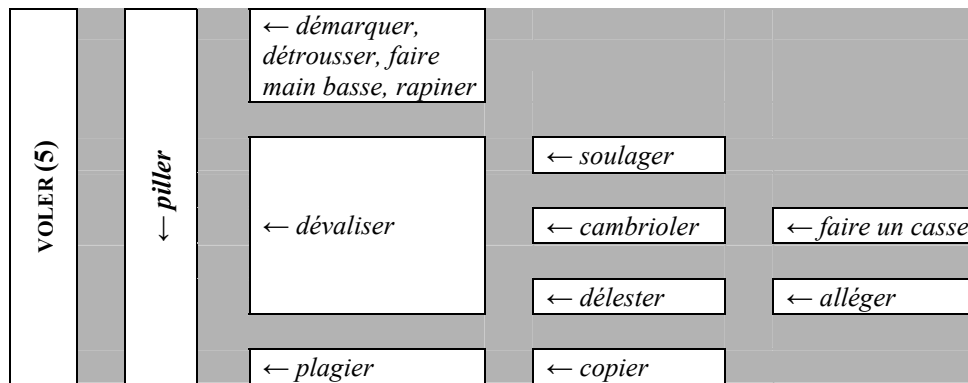 VOLER (5)
← piller
← démarquer,
détrousser, faire
main basse, rapiner
← dévaliser
← soulager
← cambrioler
← faire un casse
← délester
← alléger
← plagier
← copier